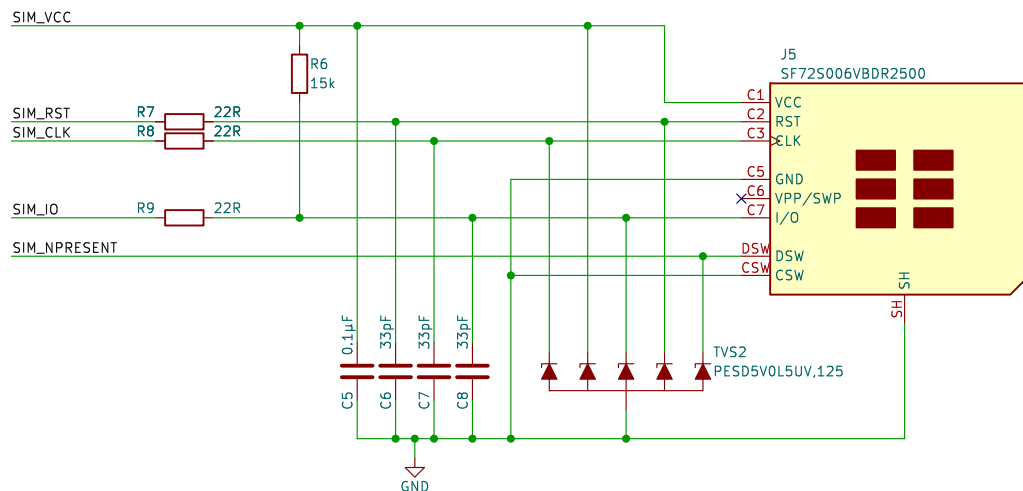 SIM_VCC
J5
SF72S006VBDR2500
R6
15k
C1
VCC
SIM_RST
R7
22R
C2
RST
SIM_CLK
R8
22R
C3
CLK
C5
GND
C6
VPP/SWP
SIM_IO
R9
22R
C7
I/O
SIM_NPRESENT
DSW
DSW
CSW
CSW
SH
SH
0.1µF
33pF
33pF
33pF
TVS2
PESD5V0L5UV,125
C5
C6
C7
C8
GND